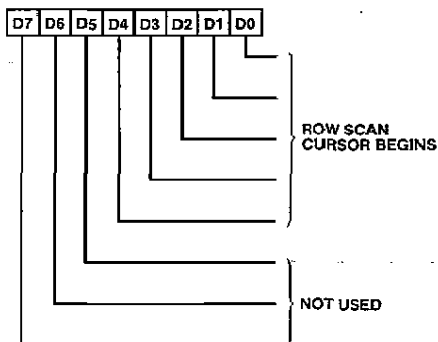 D7 D6 D5 D4 D3 D2 D1 D0
ROW SCAN
CURSOR BEGINS
NOT USED